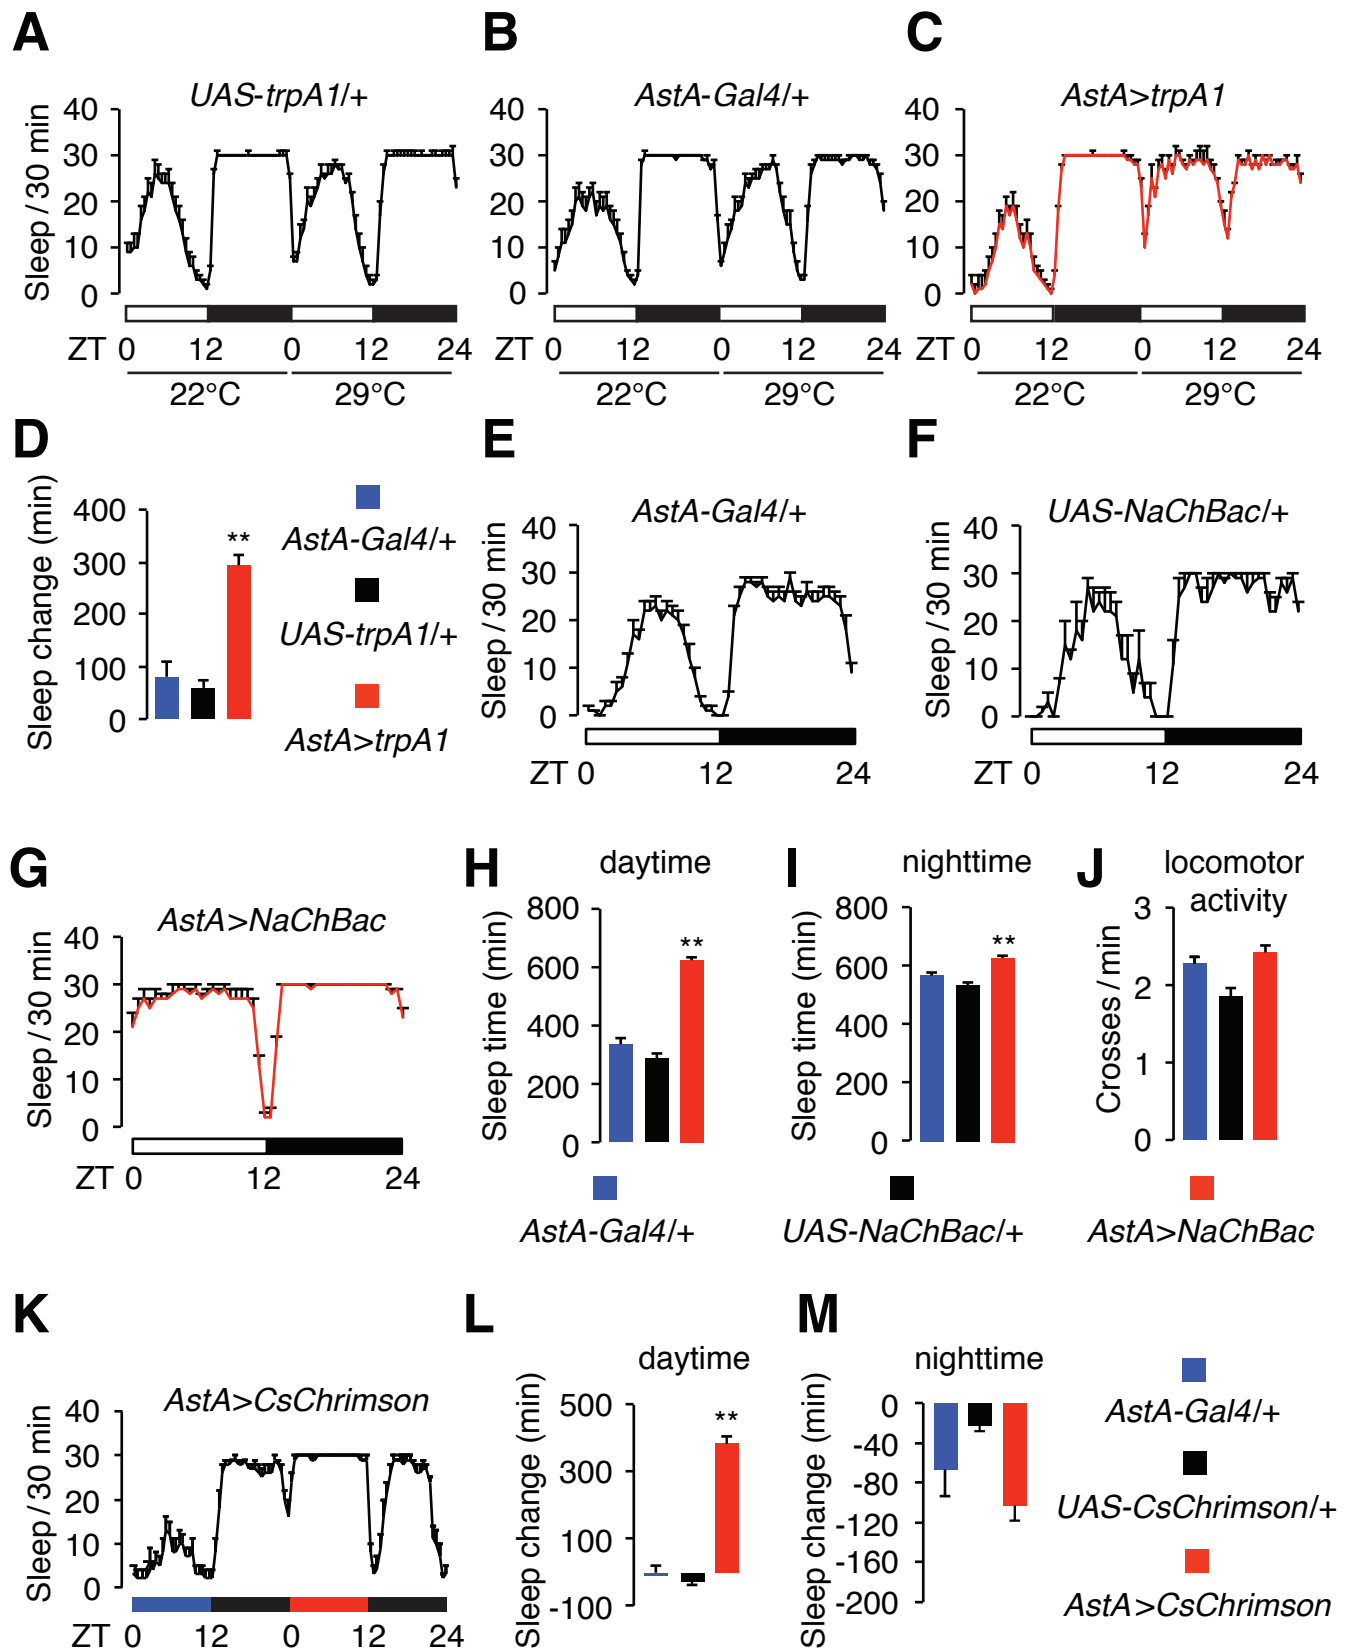 A
UAS-trpA1/+
Sleep / 30 min
40
30
20
10
0
ZT 0 12 0 12 24
22°C 29°C
B
AstA-Gal4/+
40
30
20
10
0
ZT 0 12 0 12 24
22°C 29°C
C
AstA>trpA1
40
30
20
10
0
ZT 0 12 0 12 24
22°C 29°C
D
Sleep change (min)
400
300
200
100
0
**
AstA-Gal4/+
UAS-trpA1/+
AstA>trpA1
E
AstA-Gal4/+
Sleep / 30 min
40
30
20
10
0
ZT 0 12 24
F
UAS-NaChBac/+
Sleep / 30 min
40
30
20
10
0
ZT 0 12 24
G
AstA>NaChBac
Sleep / 30 min
40
30
20
10
0
ZT 0 12 24
H
daytime
Sleep time (min)
800
600
400
200
0
**
I
nighttime
Sleep time (min)
800
600
400
200
0
**
J
locomotor
activity
Crosses / min
3
2
1
0
AstA-Gal4/+
UAS-NaChBac/+
AstA>NaChBac
K
AstA>CsChrimson
Sleep / 30 min
40
30
20
10
0
ZT 0 12 0 12 24
L
daytime
Sleep change (min)
500
300
100
-100
**
M
nighttime
Sleep change (min)
0
-40
-80
-120
-160
-200
AstA-Gal4/+
UAS-CsChrimson/+
AstA>CsChrimson